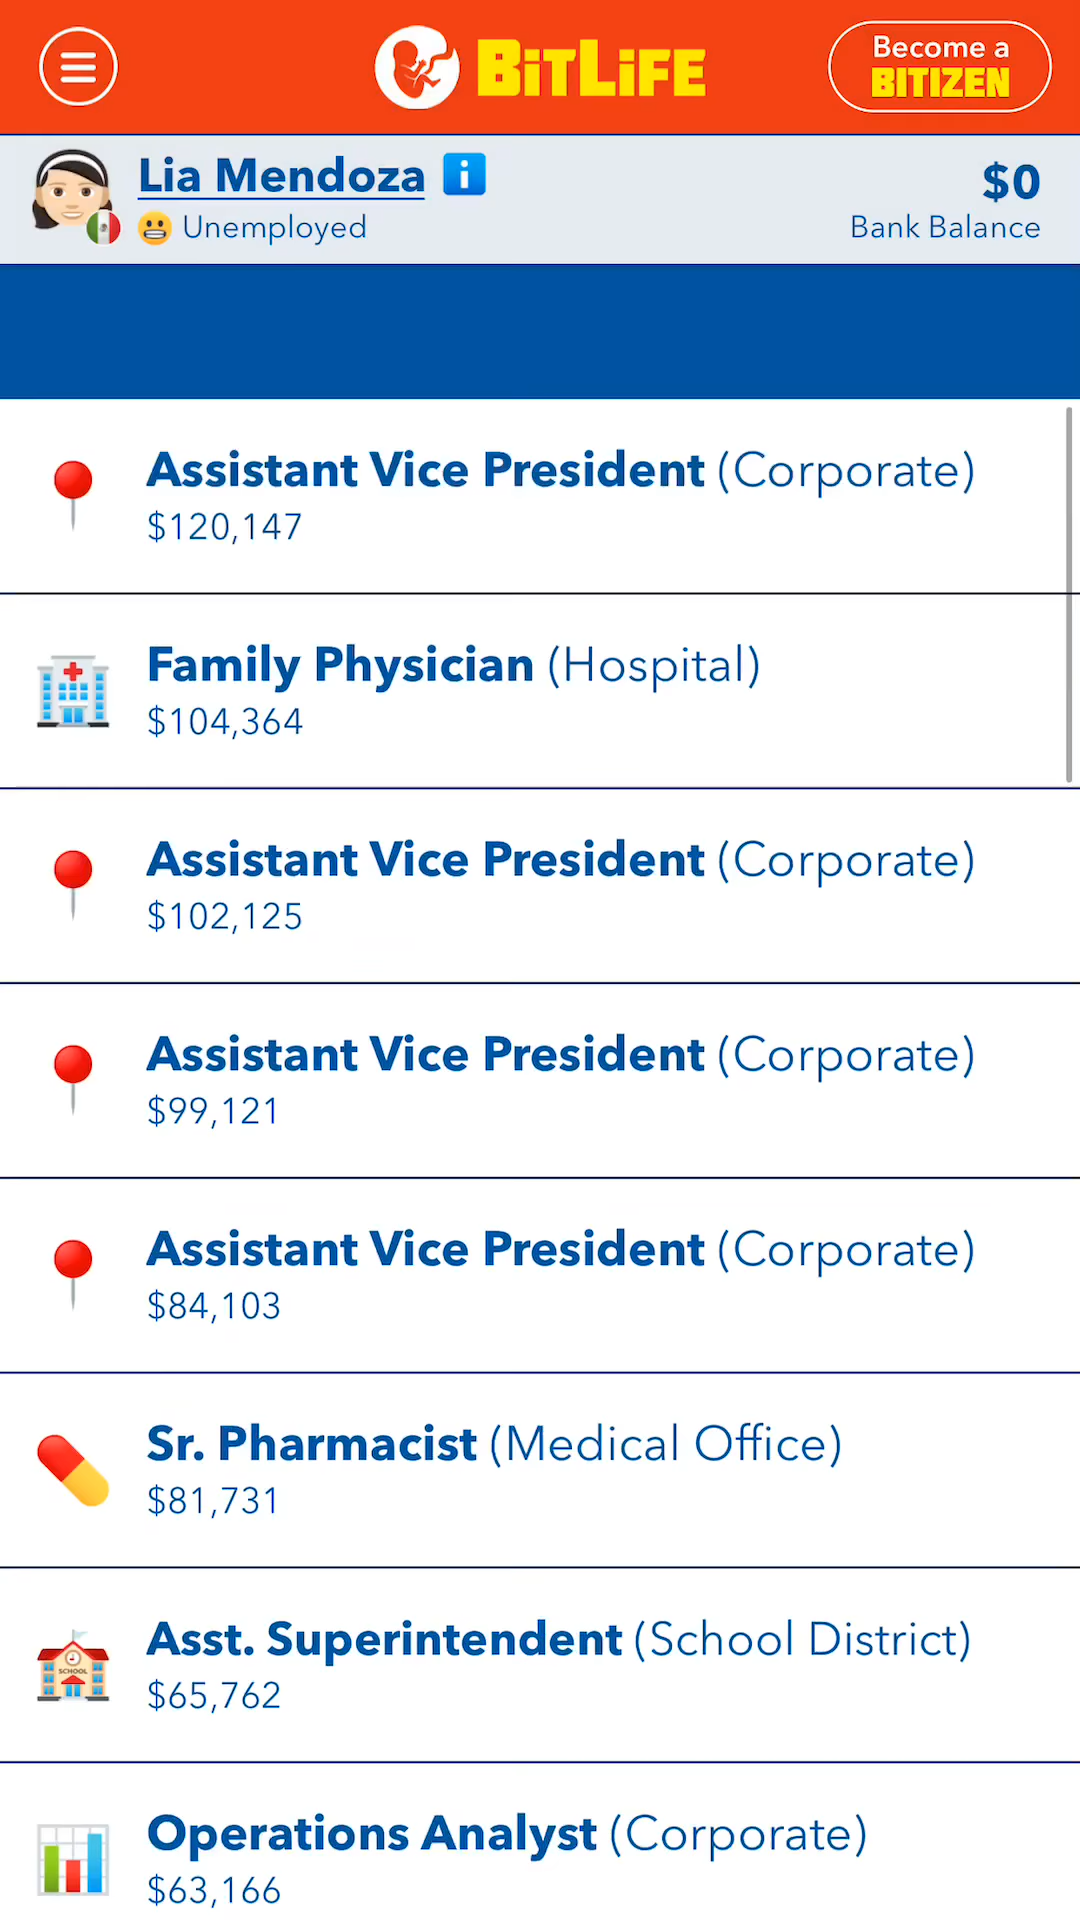 BiTLiFE
Become a
BITIZEN
Lia Mendoza
Unemployed
$0
Bank Balance
Assistant Vice President (Corporate)
$120,147
Family Physician (Hospital)
$104,364
Assistant Vice President (Corporate)
$102,125
Assistant Vice President (Corporate)
$99,121
Assistant Vice President (Corporate)
$84,103
Sr. Pharmacist (Medical Office)
$81,731
SCHOOL
Asst. Superintendent (School District)
$65,762
Operations Analyst (Corporate)
$63,166